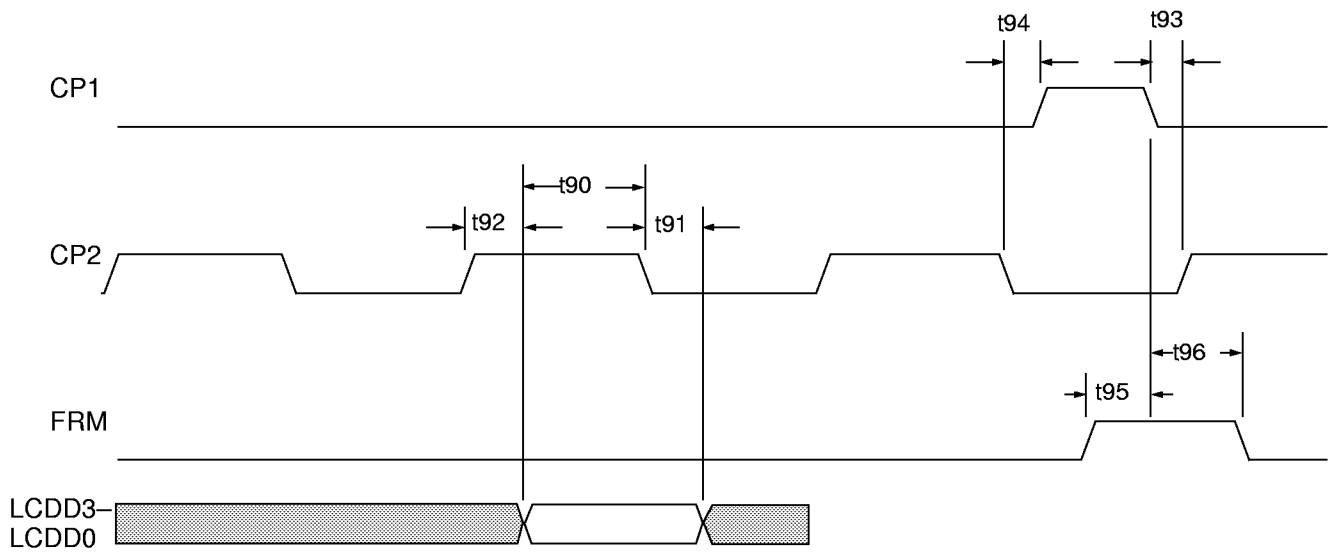 t94
t93
CP1
t90
t92
t91
CP2
t96
t95
FRM
LCDD3–
LCDD0